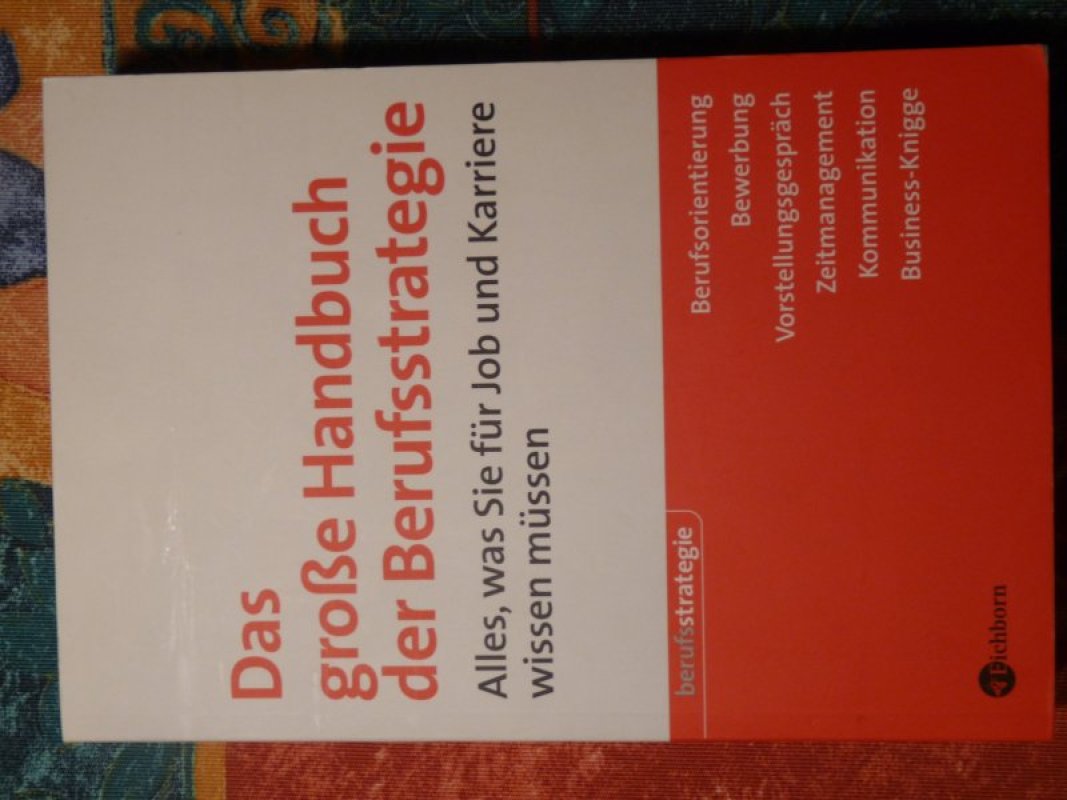 Das
große Handbuch
der Berufsstrategie
Alles, was Sie für Job und Karriere
wissen müssen
berufsstrategie
Berufsorientierung
Bewerbung
Vorstellungsgespräch
Zeitmanagement
Kommunikation
Business-Knigge
Eichborn